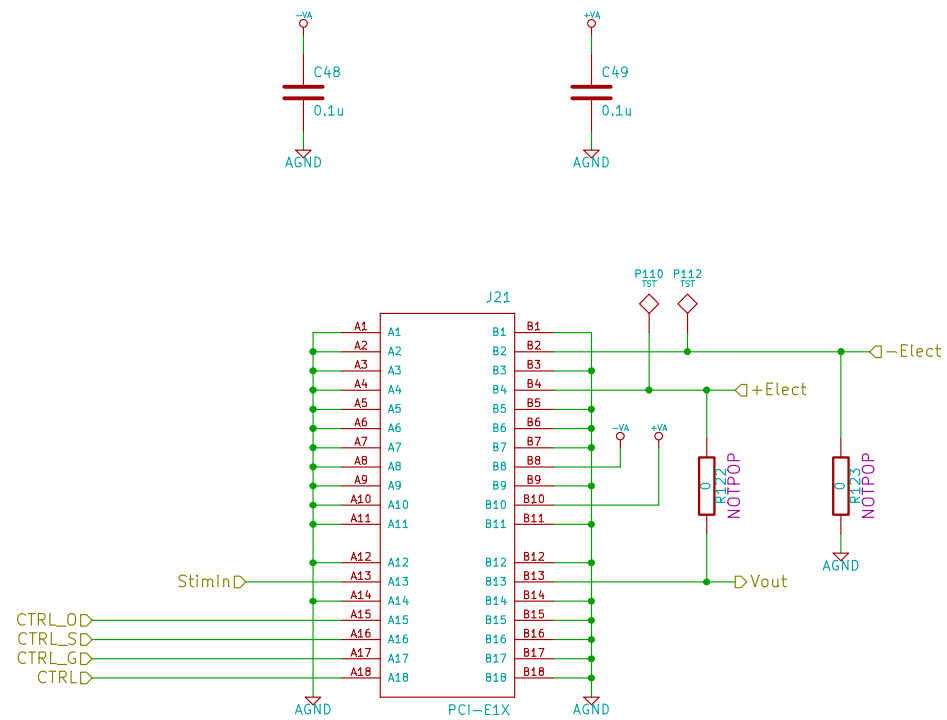 -VA
+VA
C48
C49
0.1u
0.1u
AGND
AGND
P110
P112
TST
TST
J21
A1 A1 B1 B1
A2 A2 B2 B2
-Elect
A3 A3 B3 B3
A4 A4 B4 B4
+Elect
A5 A5 B5 B5
A6 A6 B6 B6
-VA
+VA
A7 A7 B7 B7
A8 A8 B8 B8
A9 A9 B9 B9
0
R122
NOTPOP
0
R123
NOTPOP
A10 A10 B10 B10
A11 A11 B11 B11
A12 A12 B12 B12
AGND
StimIn A13 A13 B13 B13 Vout
A14 A14 B14 B14
CTRL_O A15 A15 B15 B15
CTRL_S A16 A16 B16 B16
CTRL_G A17 A17 B17 B17
CTRL A18 A18 B18 B18
AGND
PCI-E1X
AGND